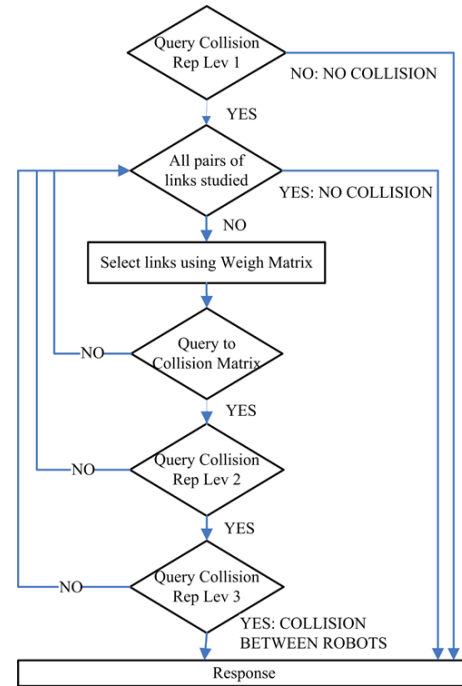 Query Collision
Rep Lev 1
NO: NO COLLISION
YES
All pairs of
links studied
YES: NO COLLISION
NO
Select links using Weigh Matrix
Query to
Collision Matrix
NO
YES
Query Collision
Rep Lev 2
NO
YES
Query Collision
Rep Lev 3
NO
YES: COLLISION
BETWEEN ROBOTS
Response